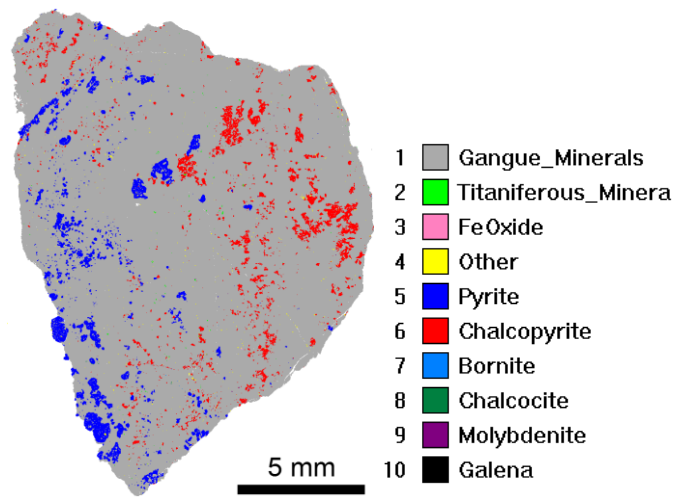 1 Gangue_Minerals
2 Titaniferous_Minera
3 FeOxide
4 Other
5 Pyrite
6 Chalcopyrite
7 Bornite
8 Chalcocite
9 Molybdenite
10 Galena
5 mm